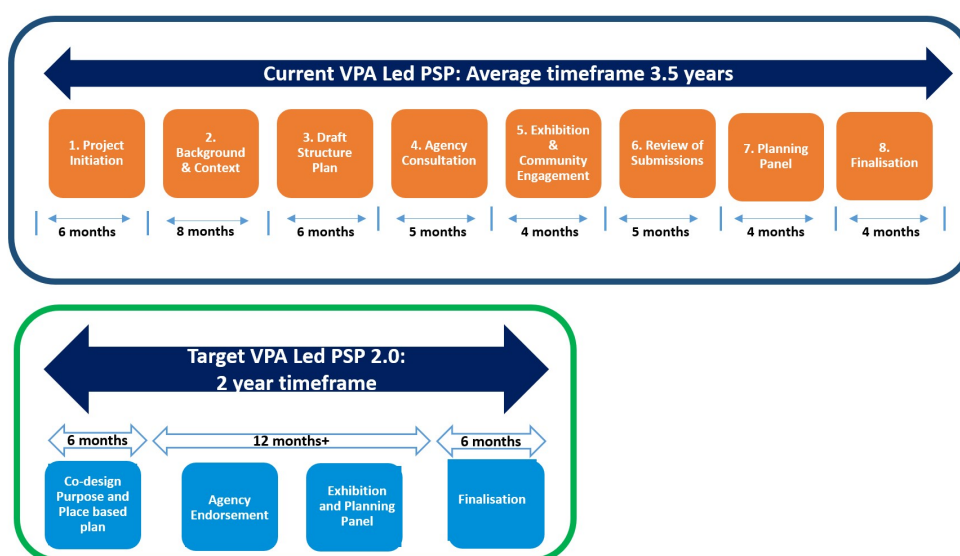 Current VPA Led PSP: Average timeframe 3.5 years
1. Project
Initiation
2.
Background
& Context
3. Draft
Structure
Plan
4. Agency
Consultation
5. Exhibition
&
Community
Engagement
6. Review of
Submissions
7. Planning
Panel
8.
Finalisation
6 months
8 months
6 months
5 months
4 months
5 months
4 months
4 months
Target VPA Led PSP 2.0:
2 year timeframe
6 months
12 months+
6 months
Co-design
Purpose and
Place based
plan
Agency
Endorsement
Exhibition
and Planning
Panel
Finalisation